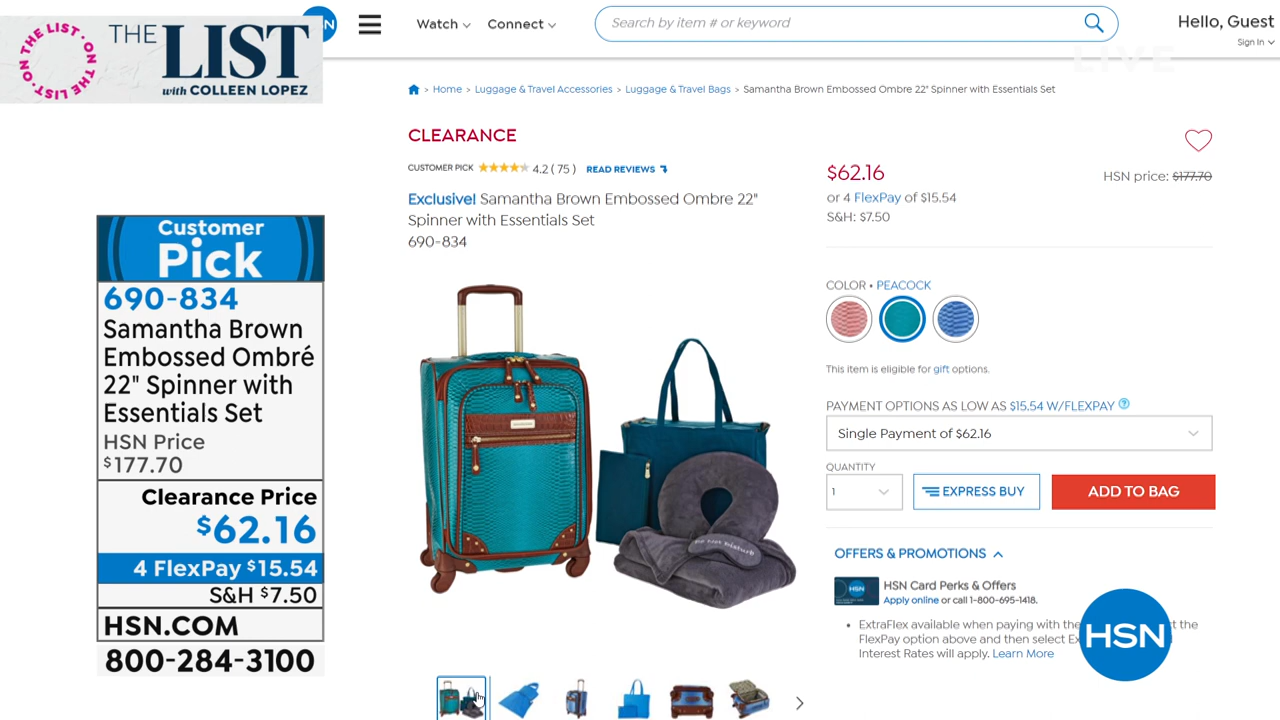 ON THE LIST · ON THE LIST ·
THE LIST
with COLLEEN LOPEZ
Watch
Connect
Search by item # or keyword
Hello, Guest
Sign In
LIVE
> Home > Luggage & Travel Accessories > Luggage & Travel Bags > Samantha Brown Embossed Ombre 22" Spinner with Essentials Set
CLEARANCE
CUSTOMER PICK 4.2 ( 75 ) READ REVIEWS
Exclusive! Samantha Brown Embossed Ombre 22"
Spinner with Essentials Set
690-834
$62.16
HSN price: $177.70
or 4 FlexPay of $15.54
S&H: $7.50
COLOR • PEACOCK
This item is eligible for gift options.
PAYMENT OPTIONS AS LOW AS $15.54 W/FLEXPAY ?
Single Payment of $62.16
QUANTITY
1
EXPRESS BUY
ADD TO BAG
OFFERS & PROMOTIONS
HSN
HSN Card Perks & Offers
Apply online or call 1-800-695-1418.
• ExtraFlex available when paying with the the
FlexPay option above and then select
Interest Rates will apply. Learn More
HSN
Customer
Pick
690-834
Samantha Brown
Embossed Ombré
22" Spinner with
Essentials Set
HSN Price
$177.70
Clearance Price
$62.16
4 FlexPay $15.54
S&H $7.50
HSN.COM
800-284-3100
Do Not Disturb